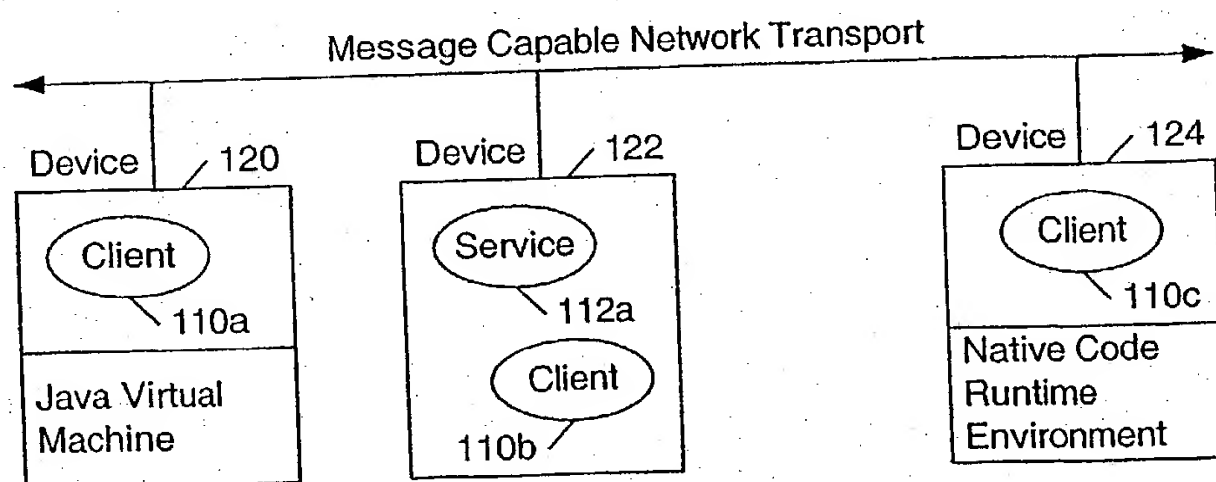 Message Capable Network Transport
Device
120
Client
110a
Java Virtual
Machine
Device
122
Service
112a
Client
110b
Device
124
Client
110c
Native Code
Runtime
Environment